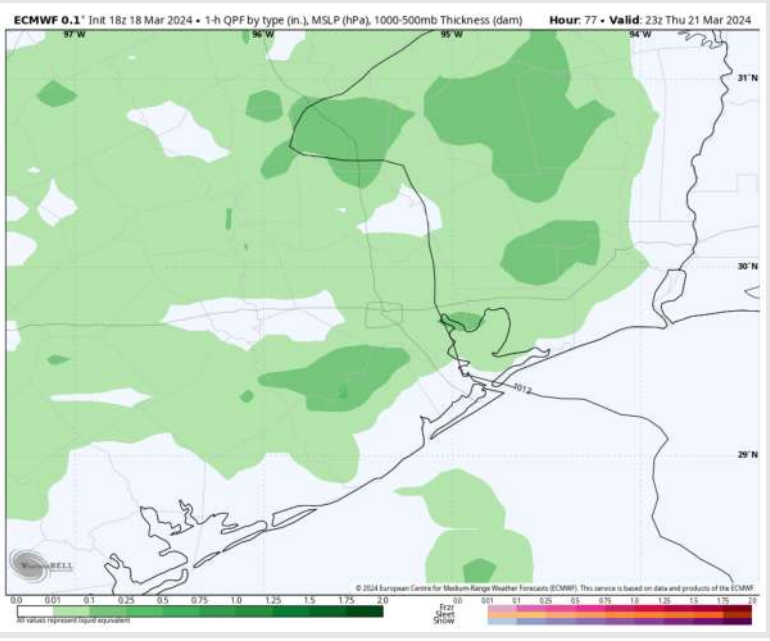 ECMWF 0.1° Init 18z 18 Mar 2024 • 1-h QPF by type (in.), MSLP (hPa), 1000-500mb Thickness (dam) Hour: 77 • Valid: 23z Thu 21 Mar 2024
97°W 96°W 95°W 94°W
31°N
30°N
1012
29°N
WeatherBELL
© 2024 European Centre for Medium-Range Weather Forecasts (ECMWF). This service is based on data and products of the ECMWF
0.0 0.01 0.1 0.25 0.5 0.75 1.0 1.25 1.5 1.75 2.0 0.0 0.01 0.1 0.25 0.5 0.75 1.0 1.25 1.5 1.75 2.0
Frzr
Sleet
Snow
All values represent liquid equivalent